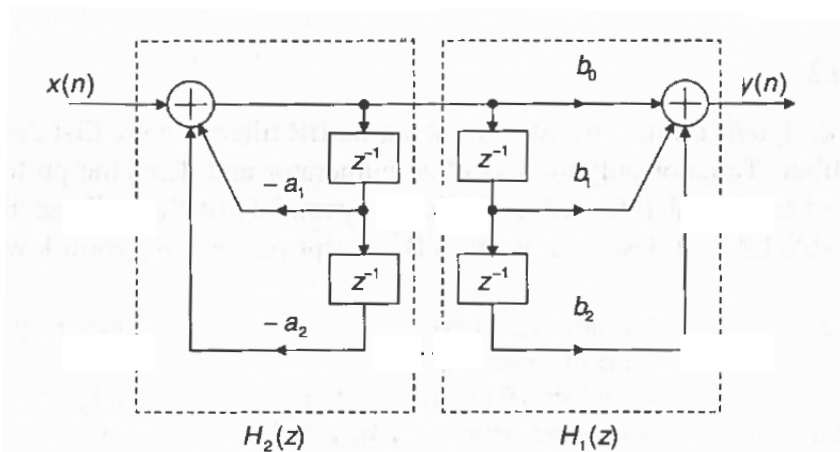 x(n)
+
b₀
+
y(n)
z⁻¹
z⁻¹
−a₁
b₁
z⁻¹
z⁻¹
−a₂
b₂
H₂(z)
H₁(z)